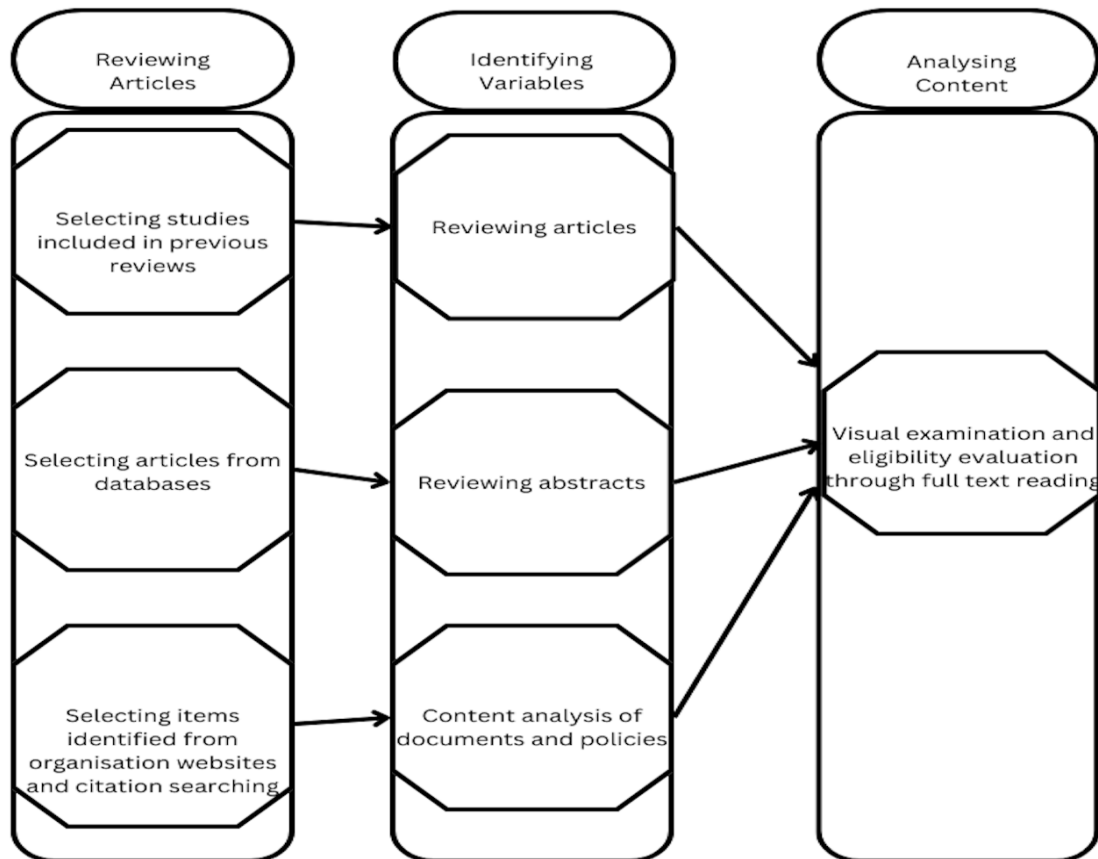 Reviewing
Articles
Selecting studies
included in previous
reviews
Selecting articles from
databases
Selecting items
identified from
organisation websites
and citation searching
Identifying
Variables
Reviewing articles
Reviewing abstracts
Content analysis of
documents and policies
Analysing
Content
Visual examination and
eligibility evaluation
through full text reading